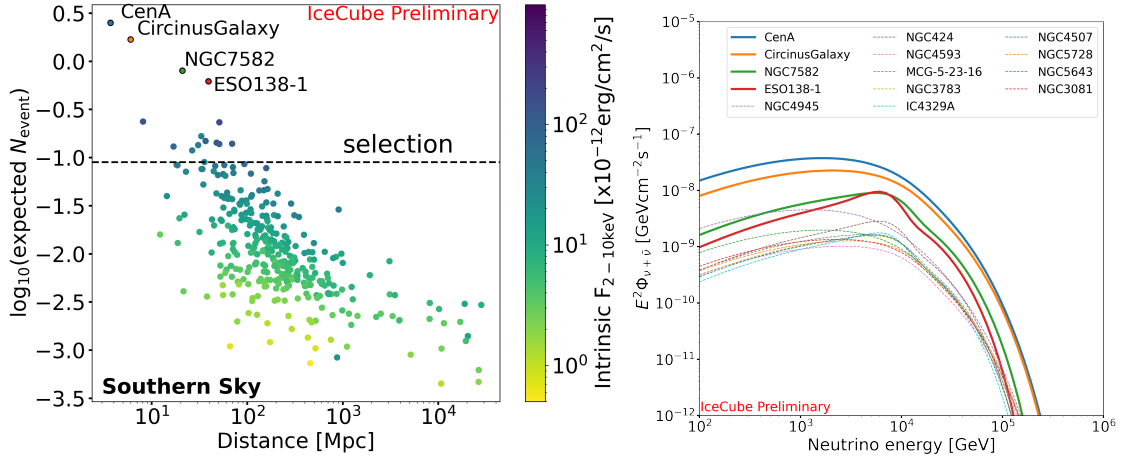 IceCube Preliminary
CenA
CircinusGalaxy
NGC7582
ESO138-1
selection
Southern Sky
0.5
0.0
−0.5
−1.0
−1.5
−2.0
−2.5
−3.0
−3.5
log₁₀(expected N_event)
10¹
10²
10³
10⁴
Distance [Mpc]
10²
10¹
10⁰
Intrinsic F₂₋₁₀ₖₑᵥ [x10⁻¹²erg/cm²/s]
10⁻⁵
10⁻⁶
10⁻⁷
10⁻⁸
10⁻⁹
10⁻¹⁰
10⁻¹¹
10⁻¹²
E²Φ_ν+ν̄ [GeVcm⁻²s⁻¹]
CenA
CircinusGalaxy
NGC7582
ESO138-1
NGC4945
NGC424
NGC4593
MCG-5-23-16
NGC3783
IC4329A
NGC4507
NGC5728
NGC5643
NGC3081
IceCube Preliminary
10²
10³
10⁴
10⁵
10⁶
Neutrino energy [GeV]